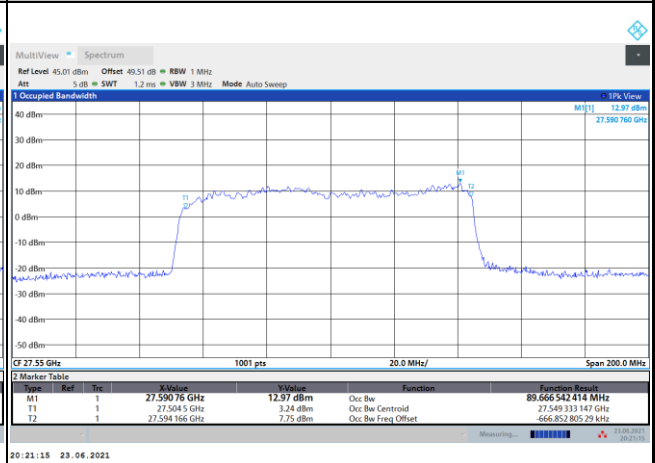 MultiView Spectrum
Ref Level 45.01 dBm Offset 49.51 dB RBW 1 MHz
Att 5 dB SWT 1.2 ms VBW 3 MHz Mode Auto Sweep
1 Occupied Bandwidth 1Pk View
M1[1] 12.97 dBm
27.590 760 GHz
40 dBm
30 dBm
20 dBm
10 dBm
0 dBm
-10 dBm
-20 dBm
-30 dBm
-40 dBm
-50 dBm
M1
T1
T2
CF 27.55 GHz 1001 pts 20.0 MHz/ Span 200.0 MHz
2 Marker Table
Type Ref Trc X-Value Y-Value Function Function Result
M1 1 27.590 76 GHz 12.97 dBm Occ Bw 89.666 542 414 MHz
T1 1 27.504 5 GHz 3.24 dBm Occ Bw Centroid 27.549 333 147 GHz
T2 1 27.594 166 GHz 7.75 dBm Occ Bw Freq Offset -666.852 805 29 kHz
Measuring... 23.06.2021
20:21:15
20:21:15 23.06.2021